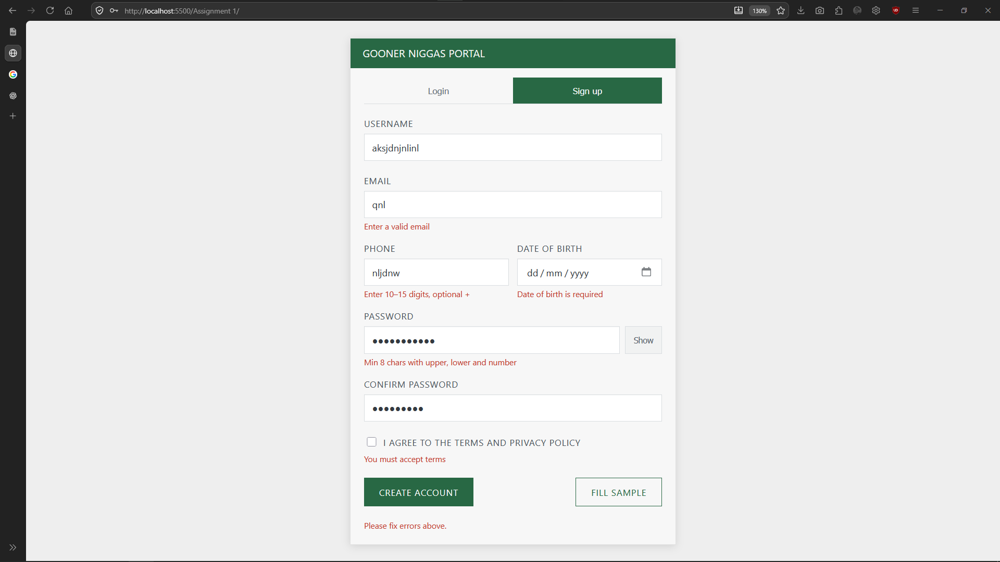 http://localhost:5500/Assignment 1/
130%
GOONER NIGGAS PORTAL
Login
Sign up
USERNAME
aksjdnjnlinl
EMAIL
qnl
Enter a valid email
PHONE
DATE OF BIRTH
nljdnw
dd / mm / yyyy
Enter 10–15 digits, optional +
Date of birth is required
PASSWORD
●●●●●●●●●●●
Show
Min 8 chars with upper, lower and number
CONFIRM PASSWORD
●●●●●●●●●
I AGREE TO THE TERMS AND PRIVACY POLICY
You must accept terms
CREATE ACCOUNT
FILL SAMPLE
Please fix errors above.